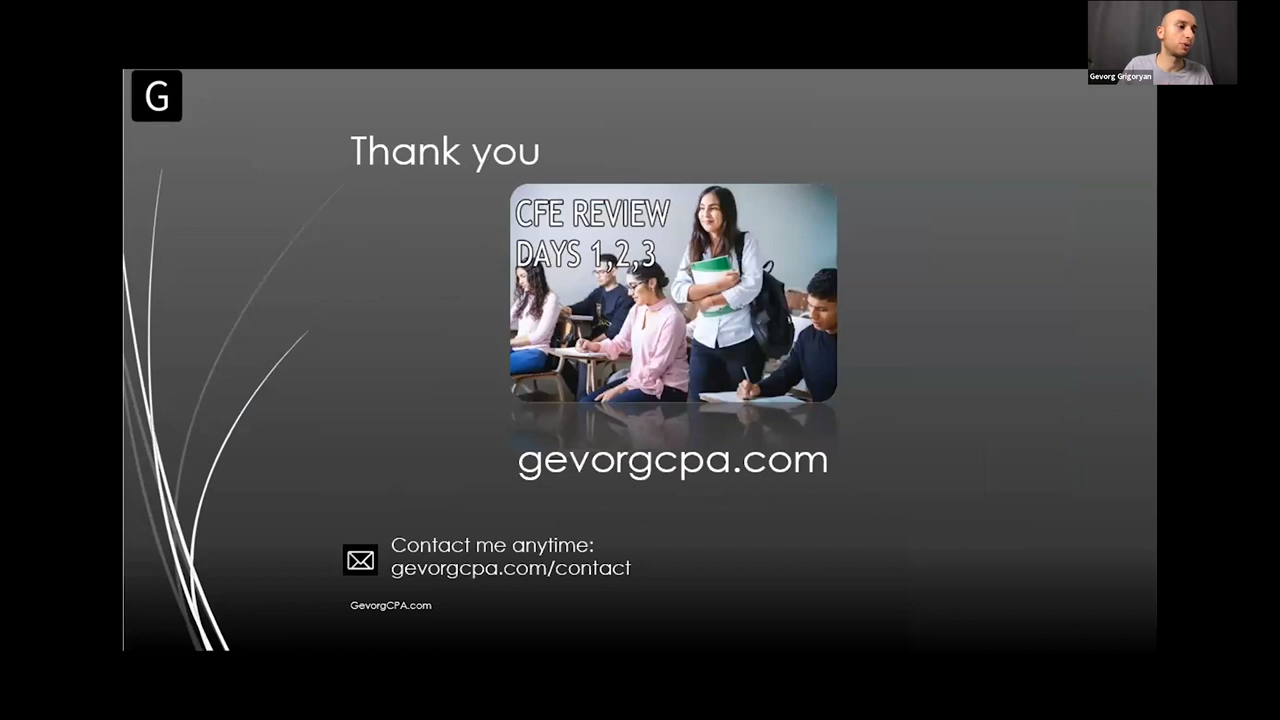 Gevorg Grigoryan
G
Thank you
CFE REVIEW
DAYS 1,2,3
gevorgcpa.com
Contact me anytime:
gevorgcpa.com/contact
GevorgCPA.com